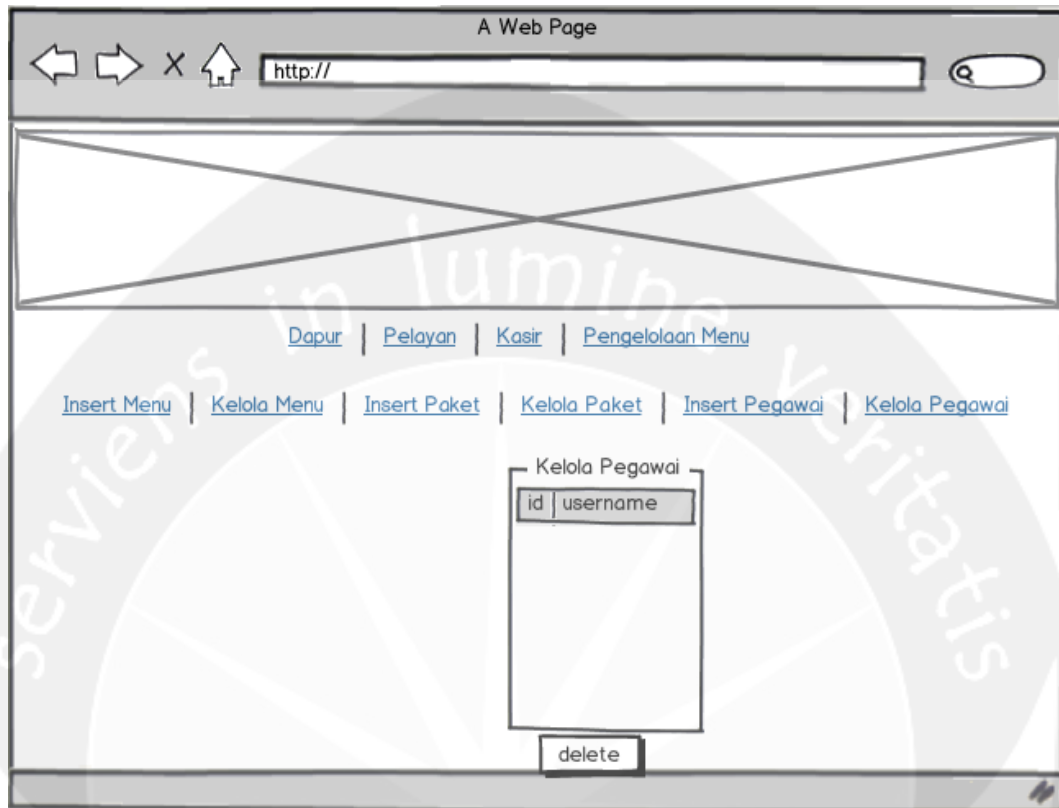 A Web Page
http://
Dapur | Pelayan | Kasir | Pengelolaan Menu
Insert Menu | Kelola Menu | Insert Paket | Kelola Paket | Insert Pegawai | Kelola Pegawai
Kelola Pegawai
id | username
delete
serviens in lumine veritatis